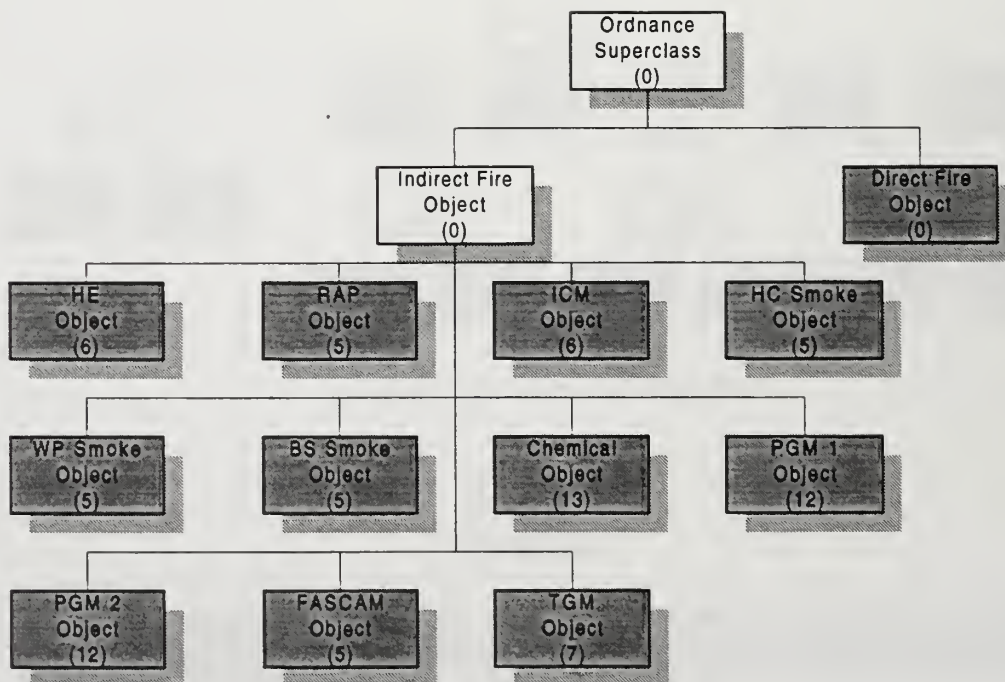 Ordnance
Superclass
(0)
Indirect Fire
Object
(0)
Direct Fire
Object
(0)
HE
Object
(6)
RAP
Object
(5)
ICM
Object
(6)
HC Smoke
Object
(5)
WP Smoke
Object
(5)
BS Smoke
Object
(5)
Chemical
Object
(13)
PGM 1
Object
(12)
PGM 2
Object
(12)
FASCAM
Object
(5)
TGM
Object
(7)